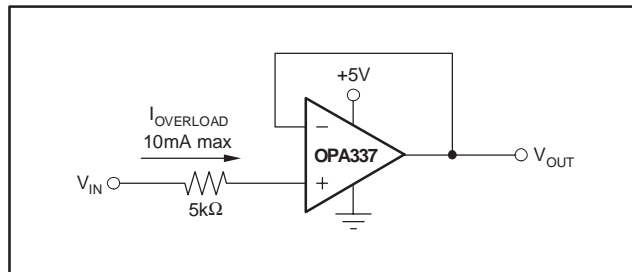 +5V
I_OVERLOAD
10mA max
−
OPA337
V_OUT
V_IN
+
5kΩ